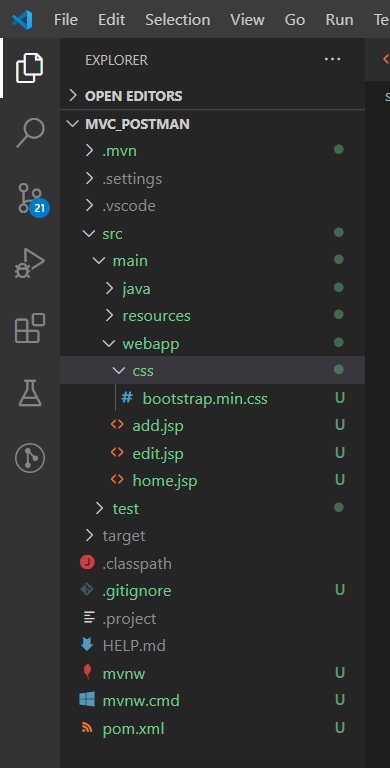 File Edit Selection View Go Run Te
EXPLORER ...
OPEN EDITORS
MVC_POSTMAN
.mvn
.settings
.vscode
21
src
main
java
resources
webapp
css
# bootstrap.min.css U
<> add.jsp U
<> edit.jsp U
<> home.jsp U
test
target
J .classpath
.gitignore U
.project
HELP.md
mvnw U
mvnw.cmd U
pom.xml U